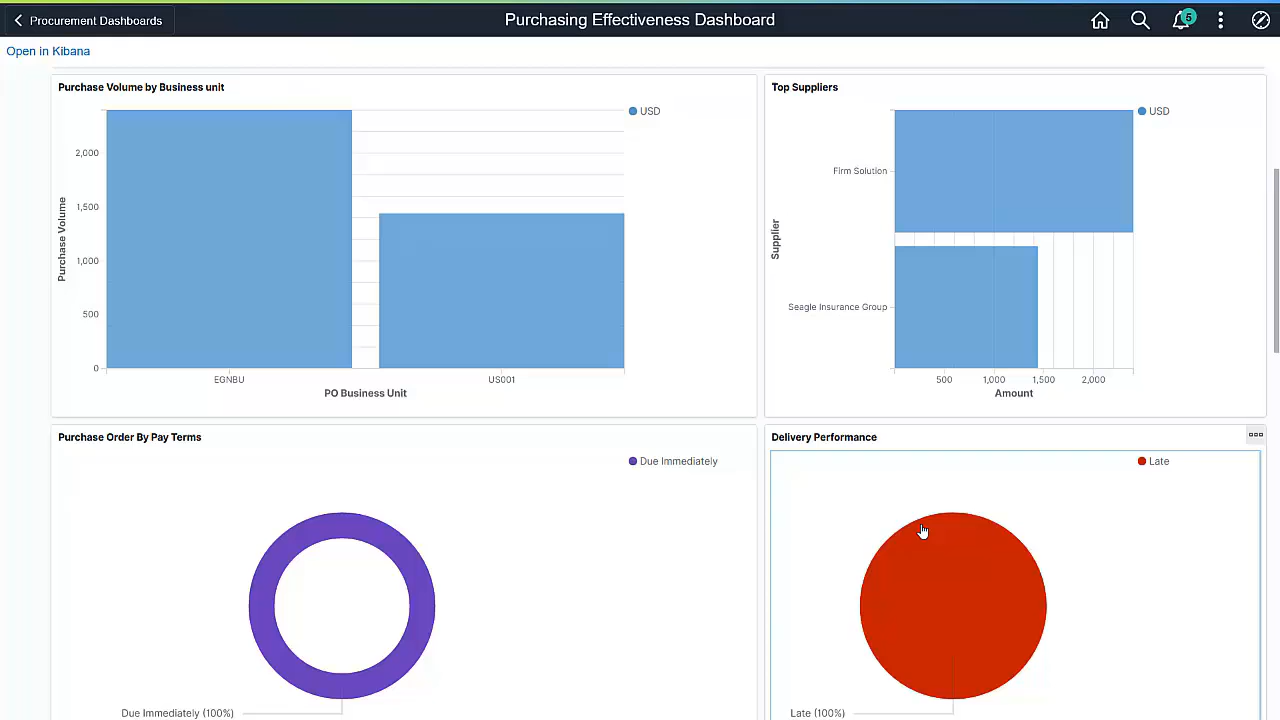 Procurement Dashboards
Purchasing Effectiveness Dashboard
5
Open in Kibana
Purchase Volume by Business unit
USD
2,000
1,500
1,000
500
0
Purchase Volume
EGNBU
US001
PO Business Unit
Top Suppliers
USD
Firm Solution
Supplier
Seagle Insurance Group
500
1,000
1,500
2,000
Amount
Purchase Order By Pay Terms
Due Immediately
Due Immediately (100%)
Delivery Performance
Late
Late (100%)